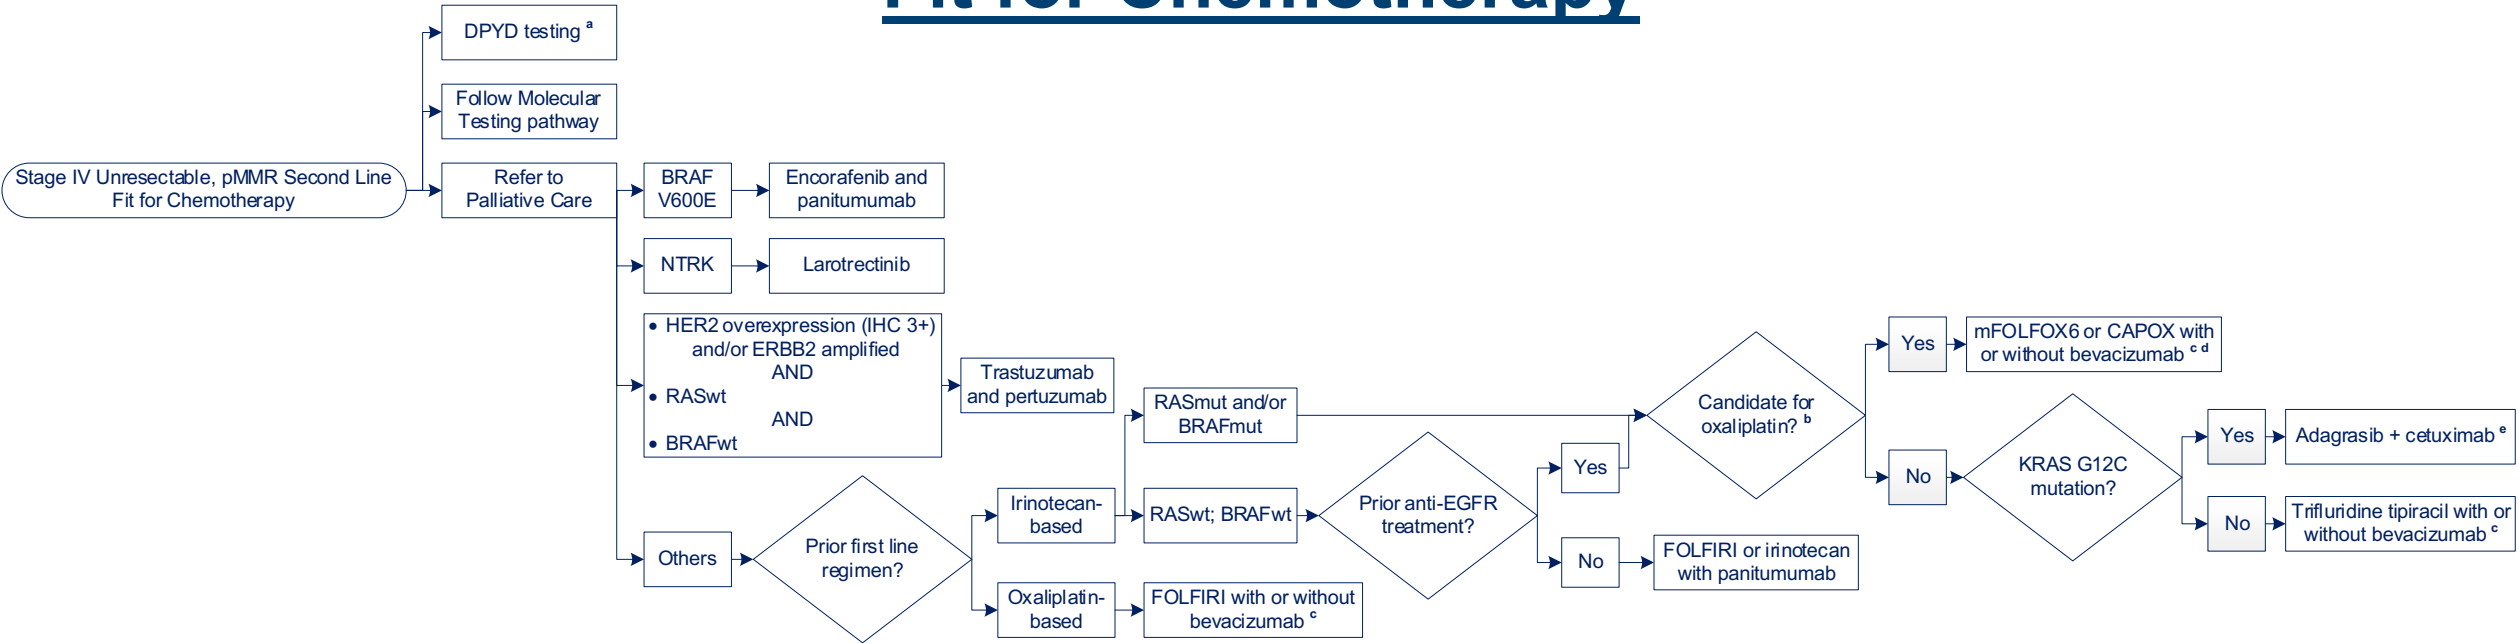 Fit for Chemotherapy
DPYD testing a
Follow Molecular
Testing pathway
Stage IV Unresectable, pMMR Second Line
Fit for Chemotherapy
Refer to
Palliative Care
BRAF
V600E
Encorafenib and
panitumumab
NTRK
Larotrectinib
• HER2 overexpression (IHC 3+)
and/or ERBB2 amplified
AND
• RASwt
AND
• BRAFwt
Trastuzumab
and pertuzumab
Others
Prior first line
regimen?
Irinotecan-
based
Oxaliplatin-
based
FOLFIRI with or without
bevacizumab c
RASmut and/or
BRAFmut
RASwt; BRAFwt
Prior anti-EGFR
treatment?
Yes
No
FOLFIRI or irinotecan
with panitumumab
Candidate for
oxaliplatin? b
Yes
mFOLFOX6 or CAPOX with
or without bevacizumab c d
No
KRAS G12C
mutation?
Yes
Adagrasib + cetuximab e
No
Trifluridine tipiracil with or
without bevacizumab c